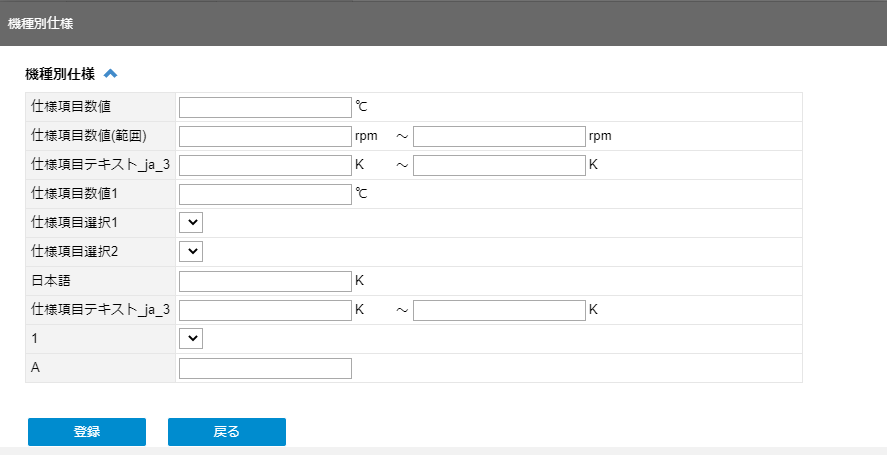 機種別仕様
機種別仕様
仕様項目数値 ℃
仕様項目数値(範囲) rpm ～ rpm
仕様項目テキスト_ja_3 K ～ K
仕様項目数値1 ℃
仕様項目選択1
仕様項目選択2
日本語 K
仕様項目テキスト_ja_3 K ～ K
1
A
登録 戻る